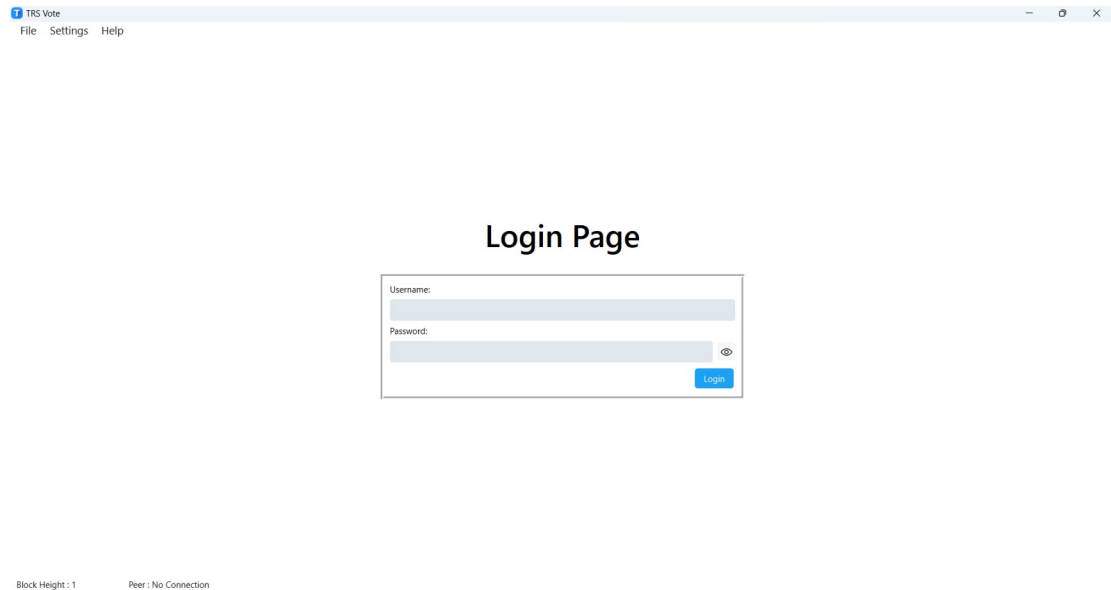 T TRS Vote
File Settings Help
Login Page
Username:
Password:
Login
Block Height : 1 Peer : No Connection